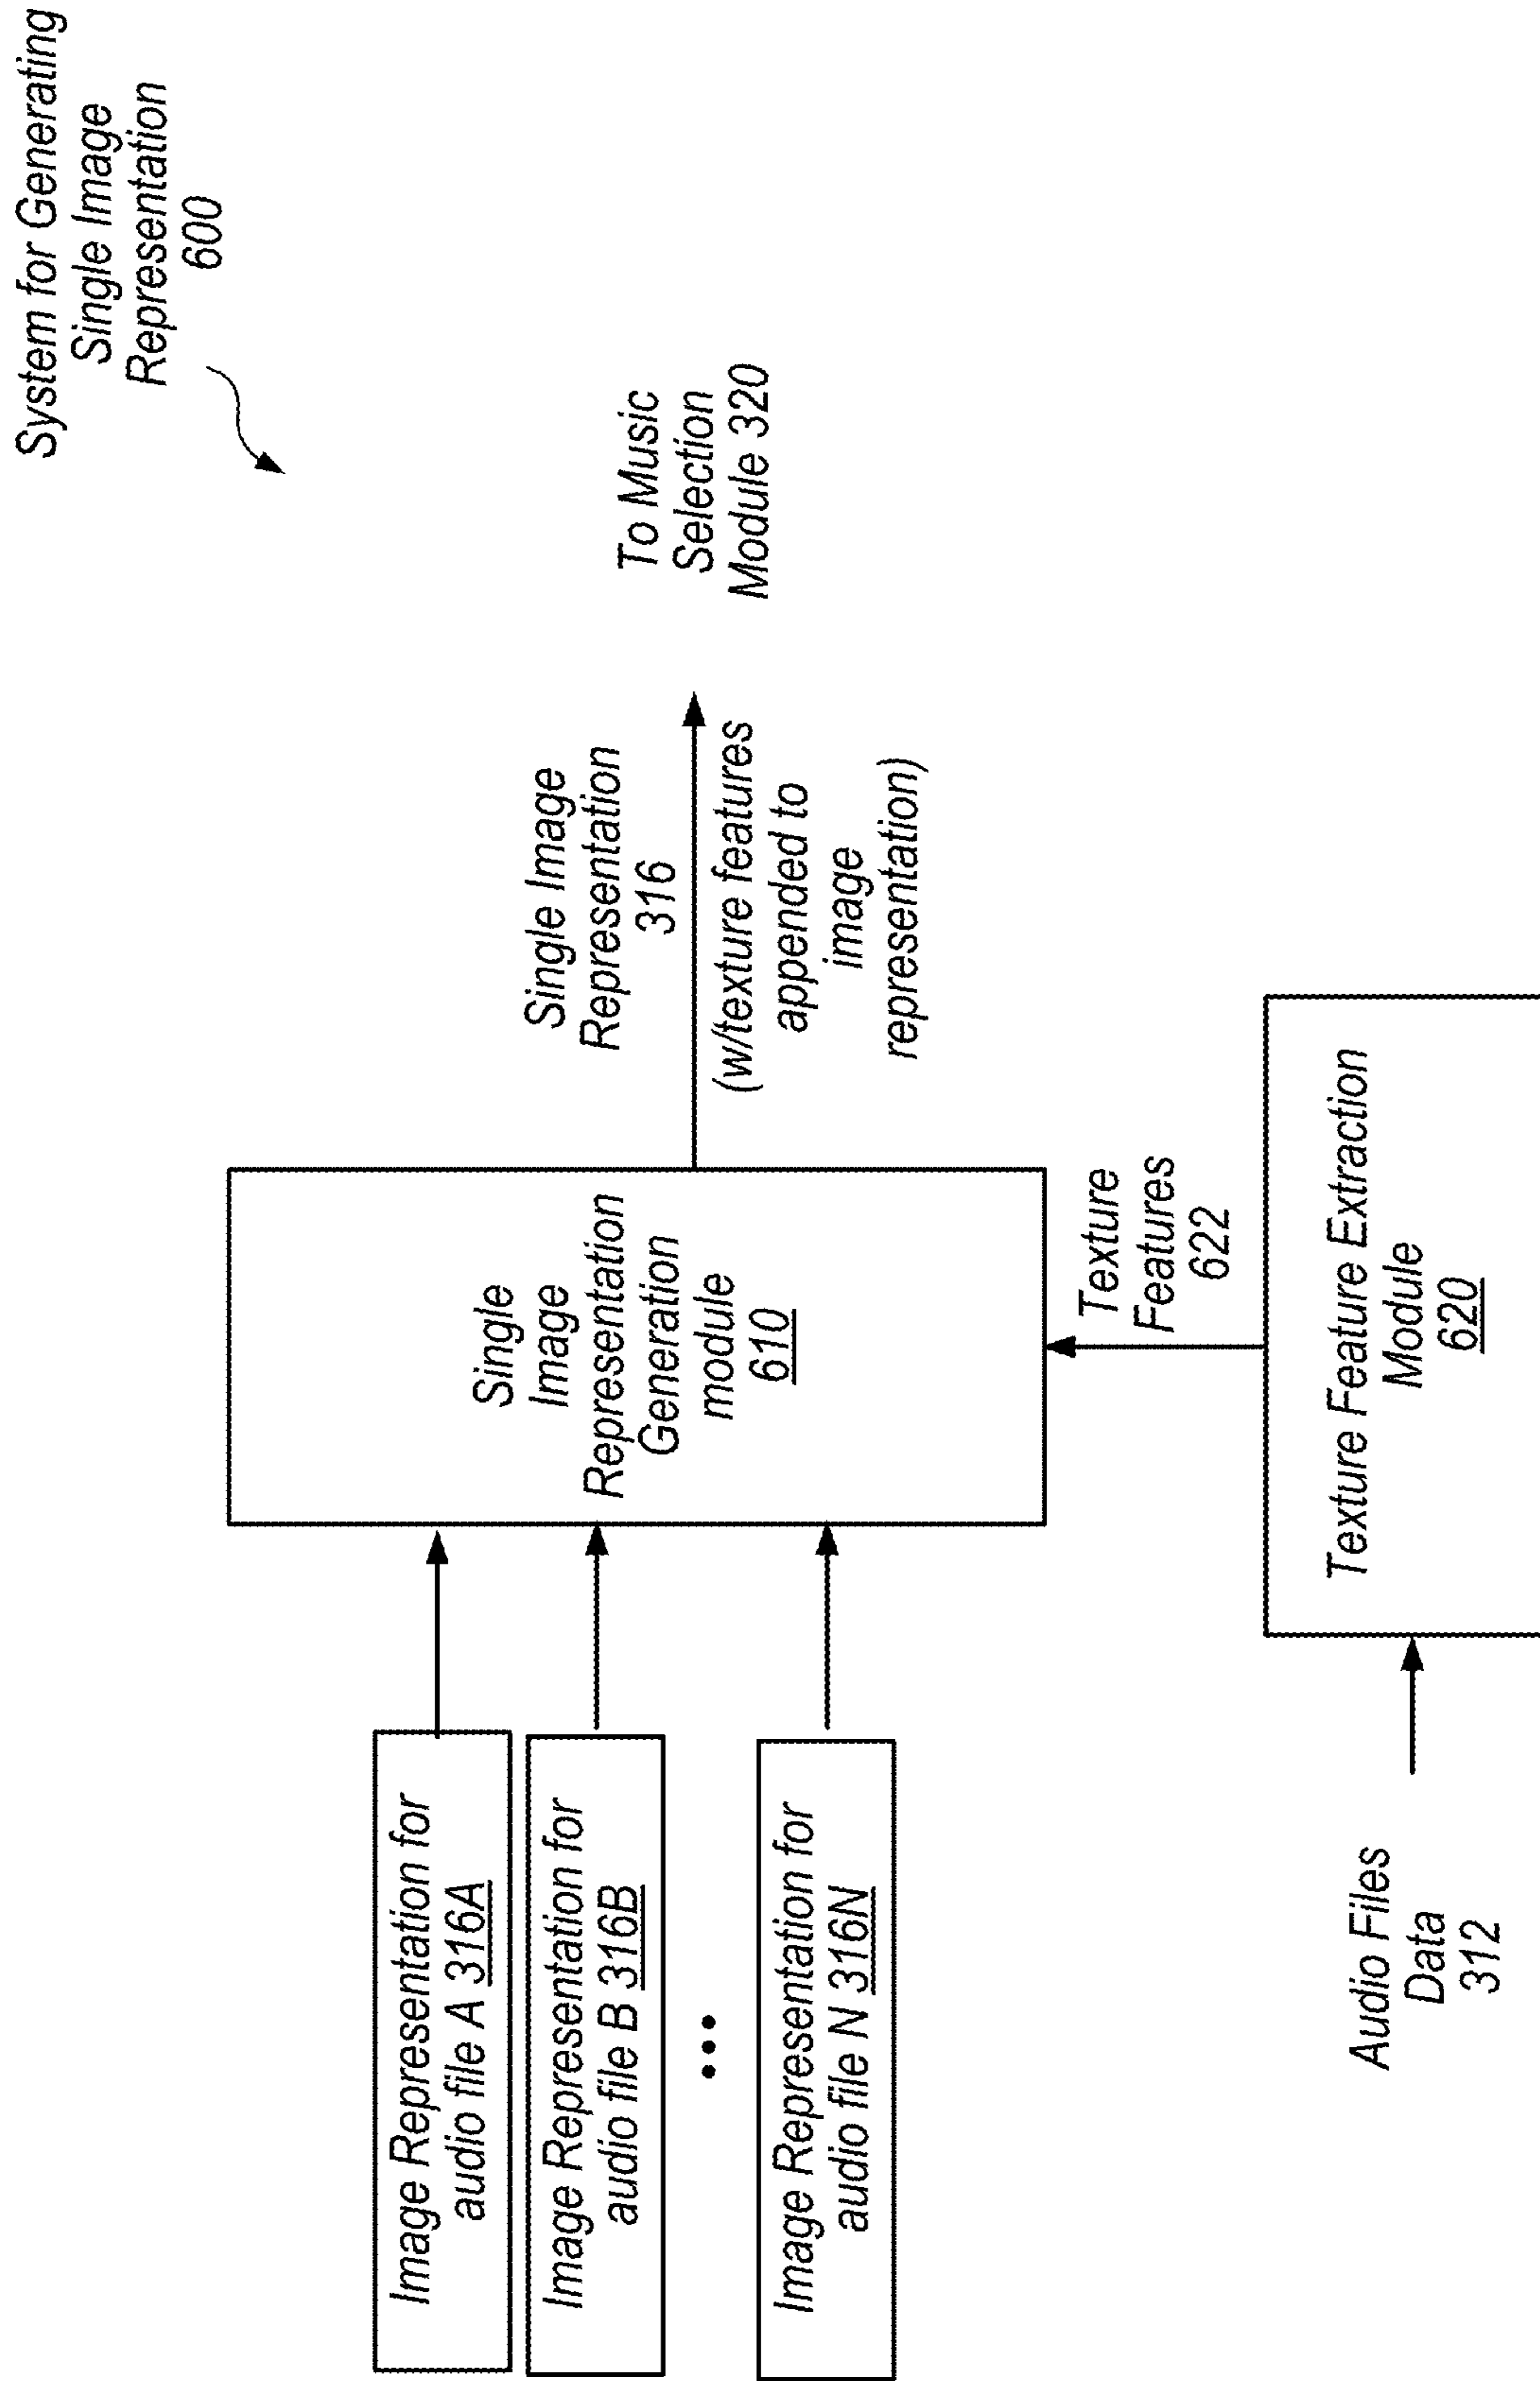 System for Generating
Single Image
Representation
600
Image Representation for
audio file A 316A
Image Representation for
audio file B 316B
Image Representation for
audio file N 316N
Single
Image
Representation
Generation
module
610
Single Image
Representation
316
(w/texture features
appended to
image
representation)
To Music
Selection
Module 320
Audio Files
Data
312
Texture Feature Extraction
Module
620
Texture
Features
622